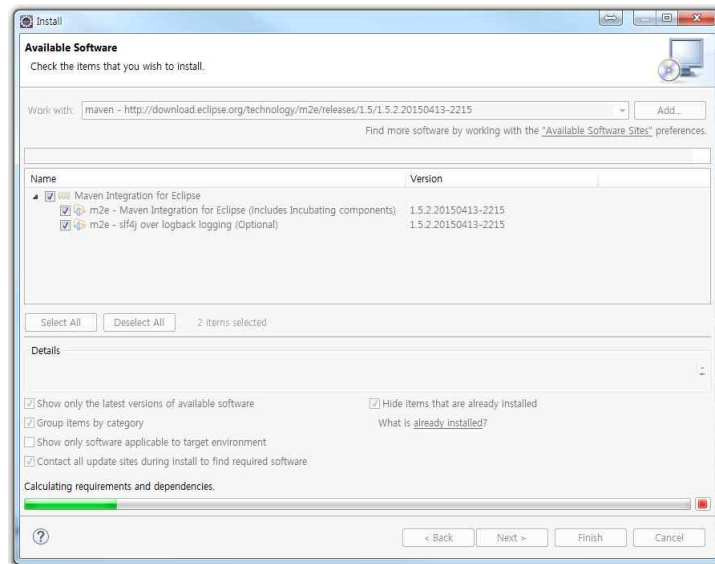 Install
Available Software
Check the items that you wish to install.
Work with: maven - http://download.eclipse.org/technology/m2e/releases/1.5/1.5.2.20150413-2215 Add...
Find more software by working with the "Available Software Sites" preferences.
Name Version
Maven Integration for Eclipse
m2e - Maven Integration for Eclipse (includes Incubating components) 1.5.2.20150413-2215
m2e - slf4j over logback logging (Optional) 1.5.2.20150413-2215
Select All Deselect All 2 items selected
Details
Show only the latest versions of available software Hide items that are already installed
Group items by category What is already installed?
Show only software applicable to target environment
Contact all update sites during install to find required software
Calculating requirements and dependencies.
? < Back Next > Finish Cancel